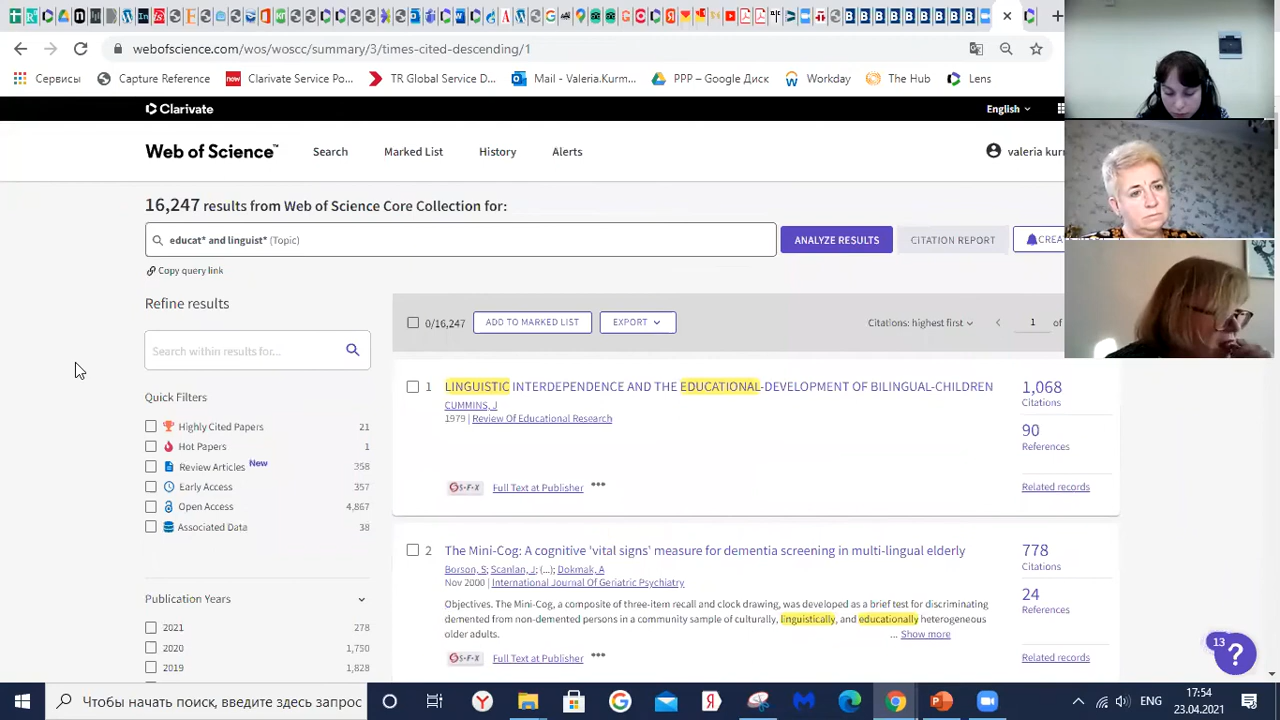 webofscience.com/wos/woscc/summary/3/times-cited-descending/1
Сервисы
Capture Reference
now
Clarivate Service Po...
TR Global Service D...
Mail - Valeria.Kurm...
PPP – Google Диск
Workday
The Hub
Lens
Clarivate
English
Web of Science™
Search
Marked List
History
Alerts
valeria kur
16,247 results from Web of Science Core Collection for:
educat* and linguist* (Topic)
ANALYZE RESULTS
CITATION REPORT
Copy query link
Refine results
0/16,247
ADD TO MARKED LIST
EXPORT
Citations: highest first
1
of
Search within results for...
Quick Filters
Highly Cited Papers 21
Hot Papers 1
Review Articles New 358
Early Access 357
Open Access 4,867
Associated Data 38
Publication Years
2021 278
2020 1,750
2019 1,828
1
LINGUISTIC INTERDEPENDENCE AND THE EDUCATIONAL-DEVELOPMENT OF BILINGUAL-CHILDREN
CUMMINS, J
1979 | Review Of Educational Research
S·F·X
Full Text at Publisher
•••
1,068
Citations
90
References
Related records
2
The Mini-Cog: A cognitive 'vital signs' measure for dementia screening in multi-lingual elderly
Borson, S; Scanlan, J; (...); Dokmak, A
Nov 2000 | International Journal Of Geriatric Psychiatry
Objectives. The Mini-Cog, a composite of three-item recall and clock drawing, was developed as a brief test for discriminating
demented from non-demented persons in a community sample of culturally, linguistically, and educationally heterogeneous
older adults.
... Show more
S·F·X
Full Text at Publisher
•••
778
Citations
24
References
Related records
13
?
Чтобы начать поиск, введите здесь запрос
ENG
17:54
23.04.2021